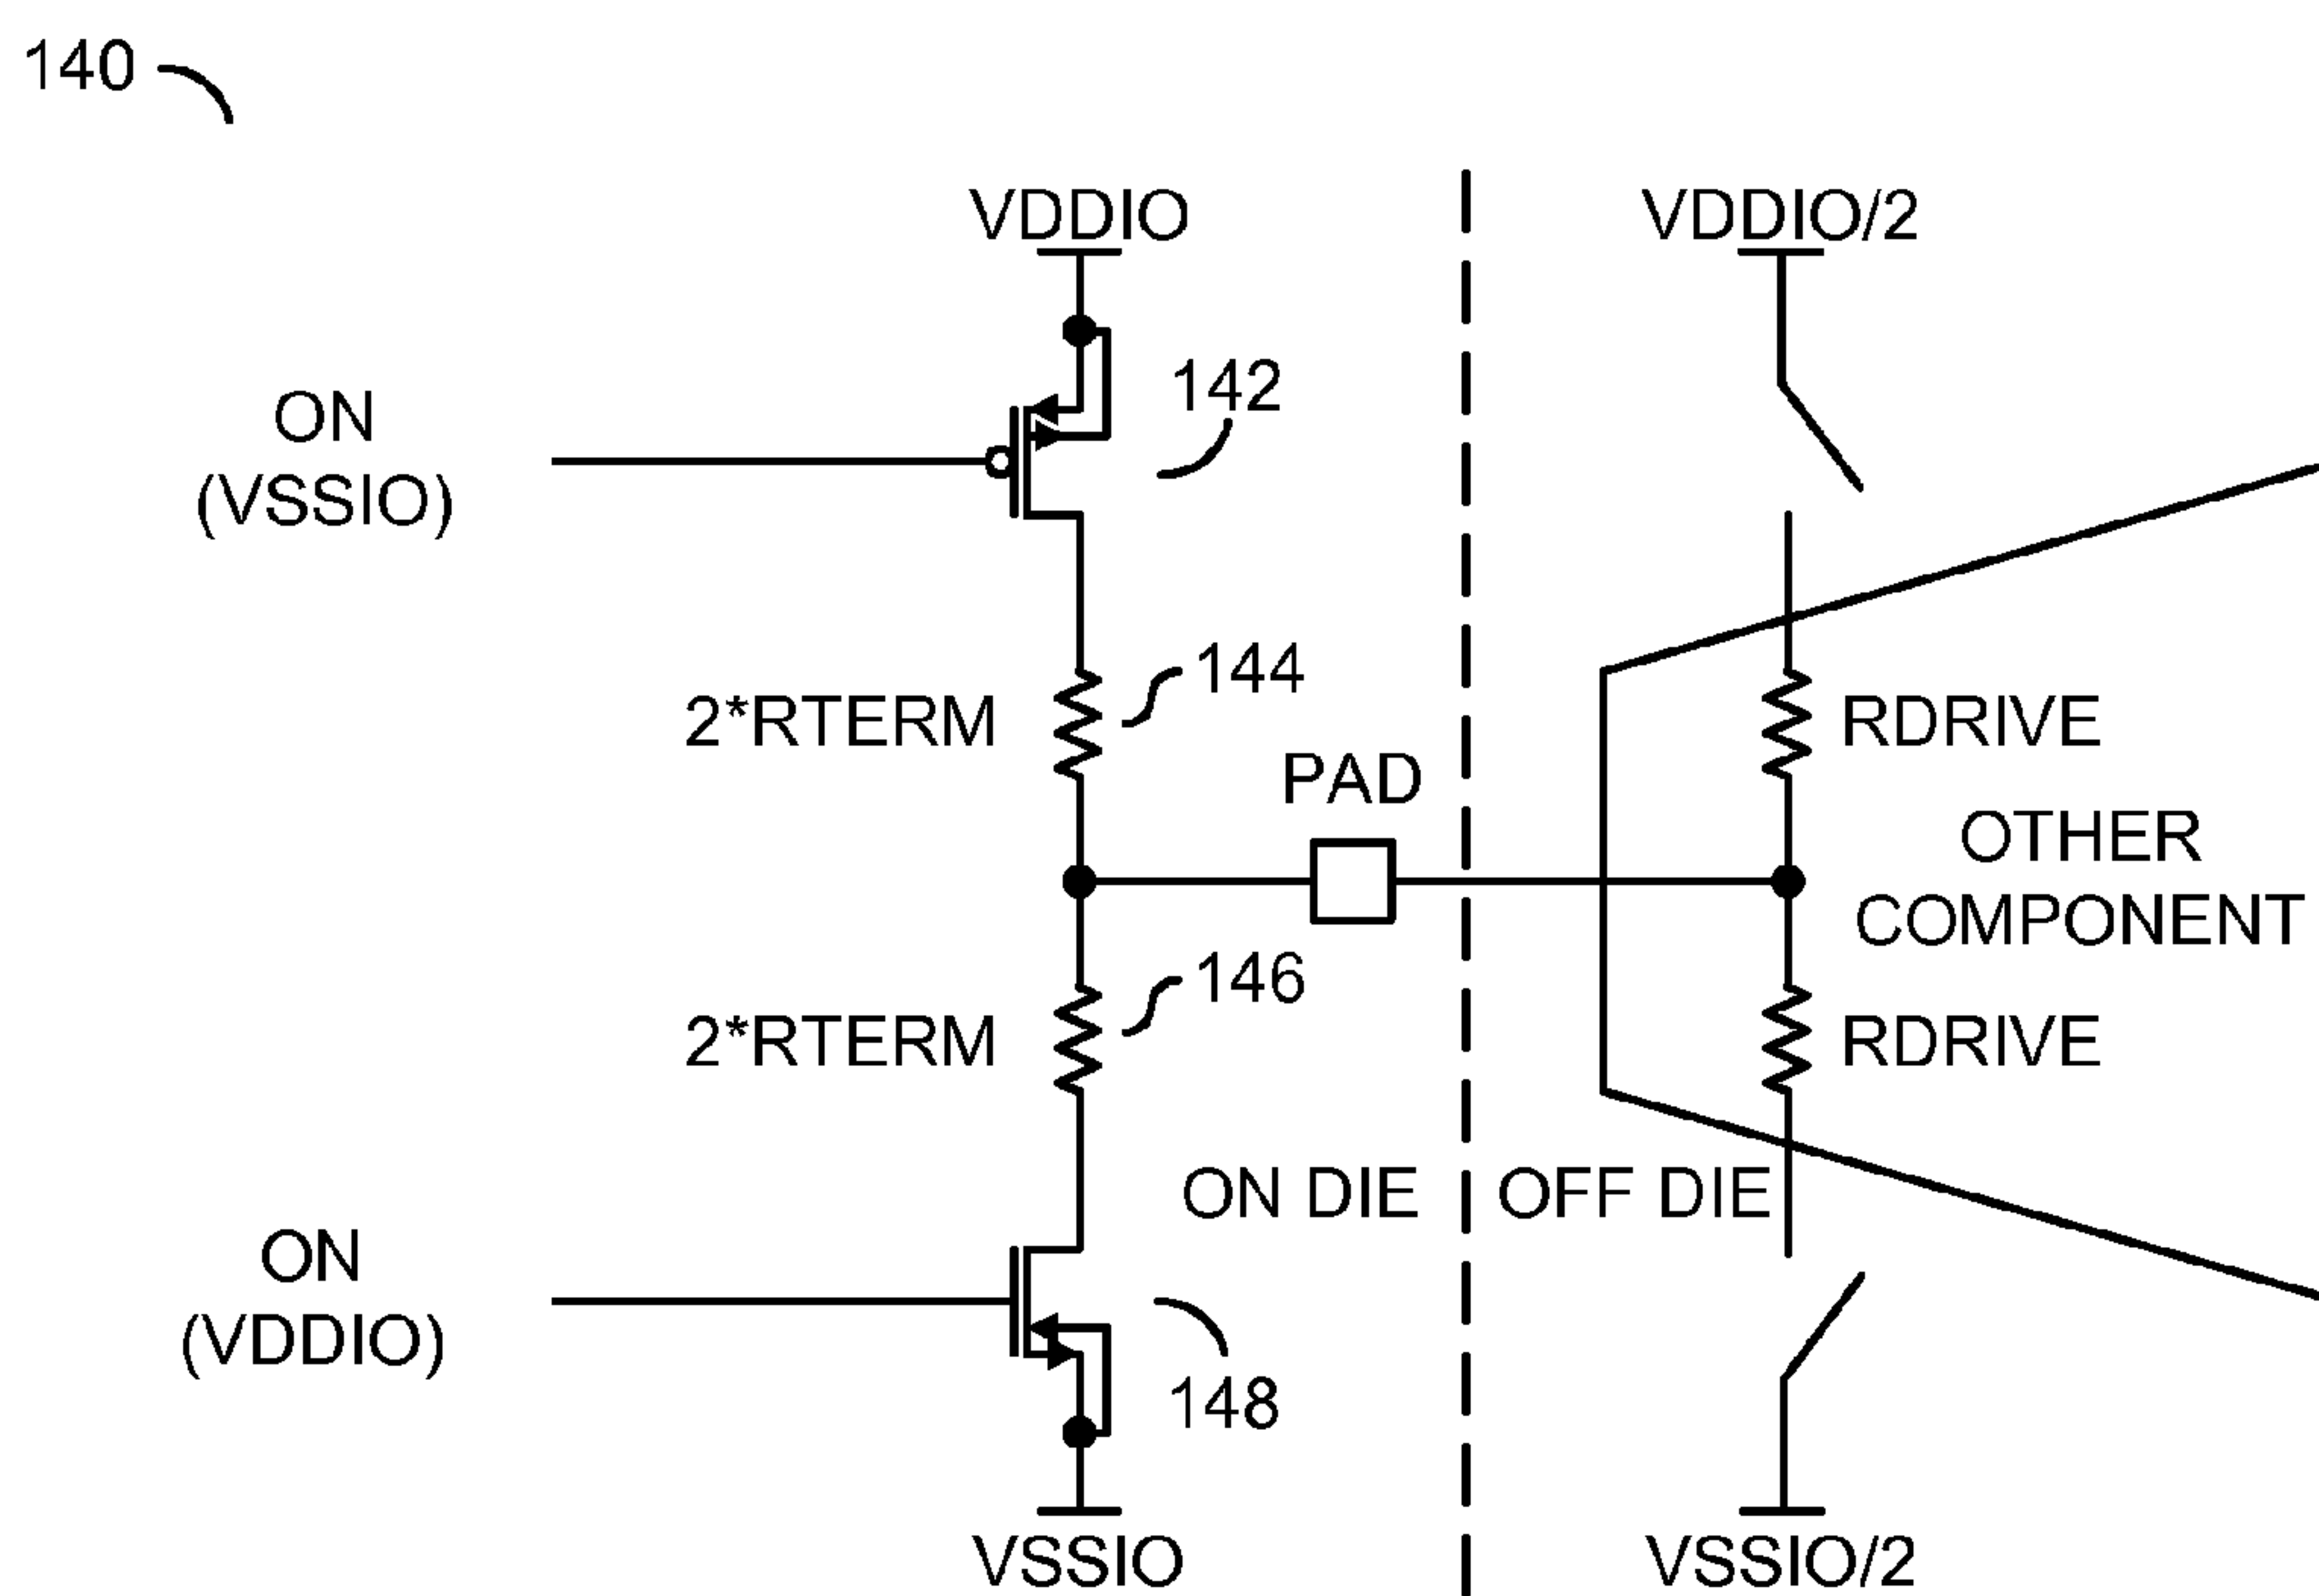 140
VDDIO
VDDIO/2
142
ON
(VSSIO)
144
2*RTERM
RDRIVE
PAD
OTHER
COMPONENT
146
2*RTERM
RDRIVE
ON DIE
OFF DIE
ON
(VDDIO)
148
VSSIO
VSSIO/2